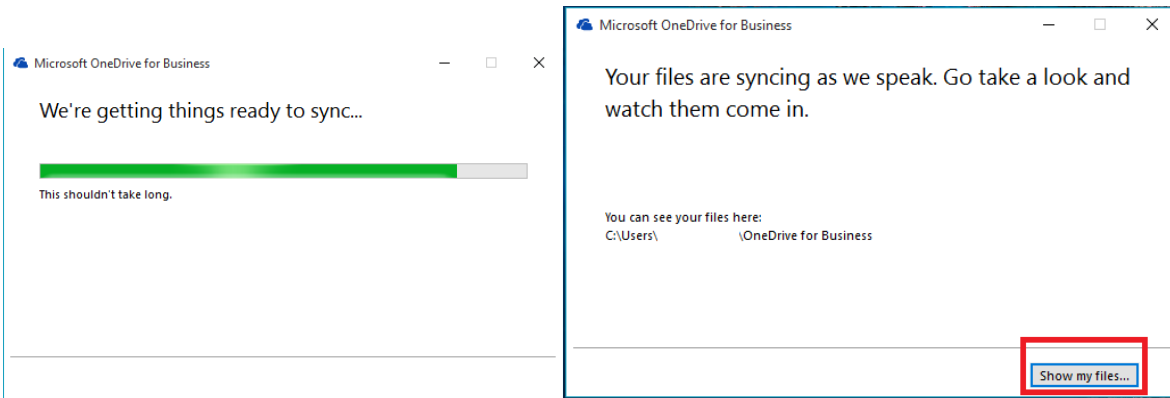 Microsoft OneDrive for Business
We're getting things ready to sync...
This shouldn't take long.
Microsoft OneDrive for Business
Your files are syncing as we speak. Go take a look and
watch them come in.
You can see your files here:
C:\Users\ \OneDrive for Business
Show my files...